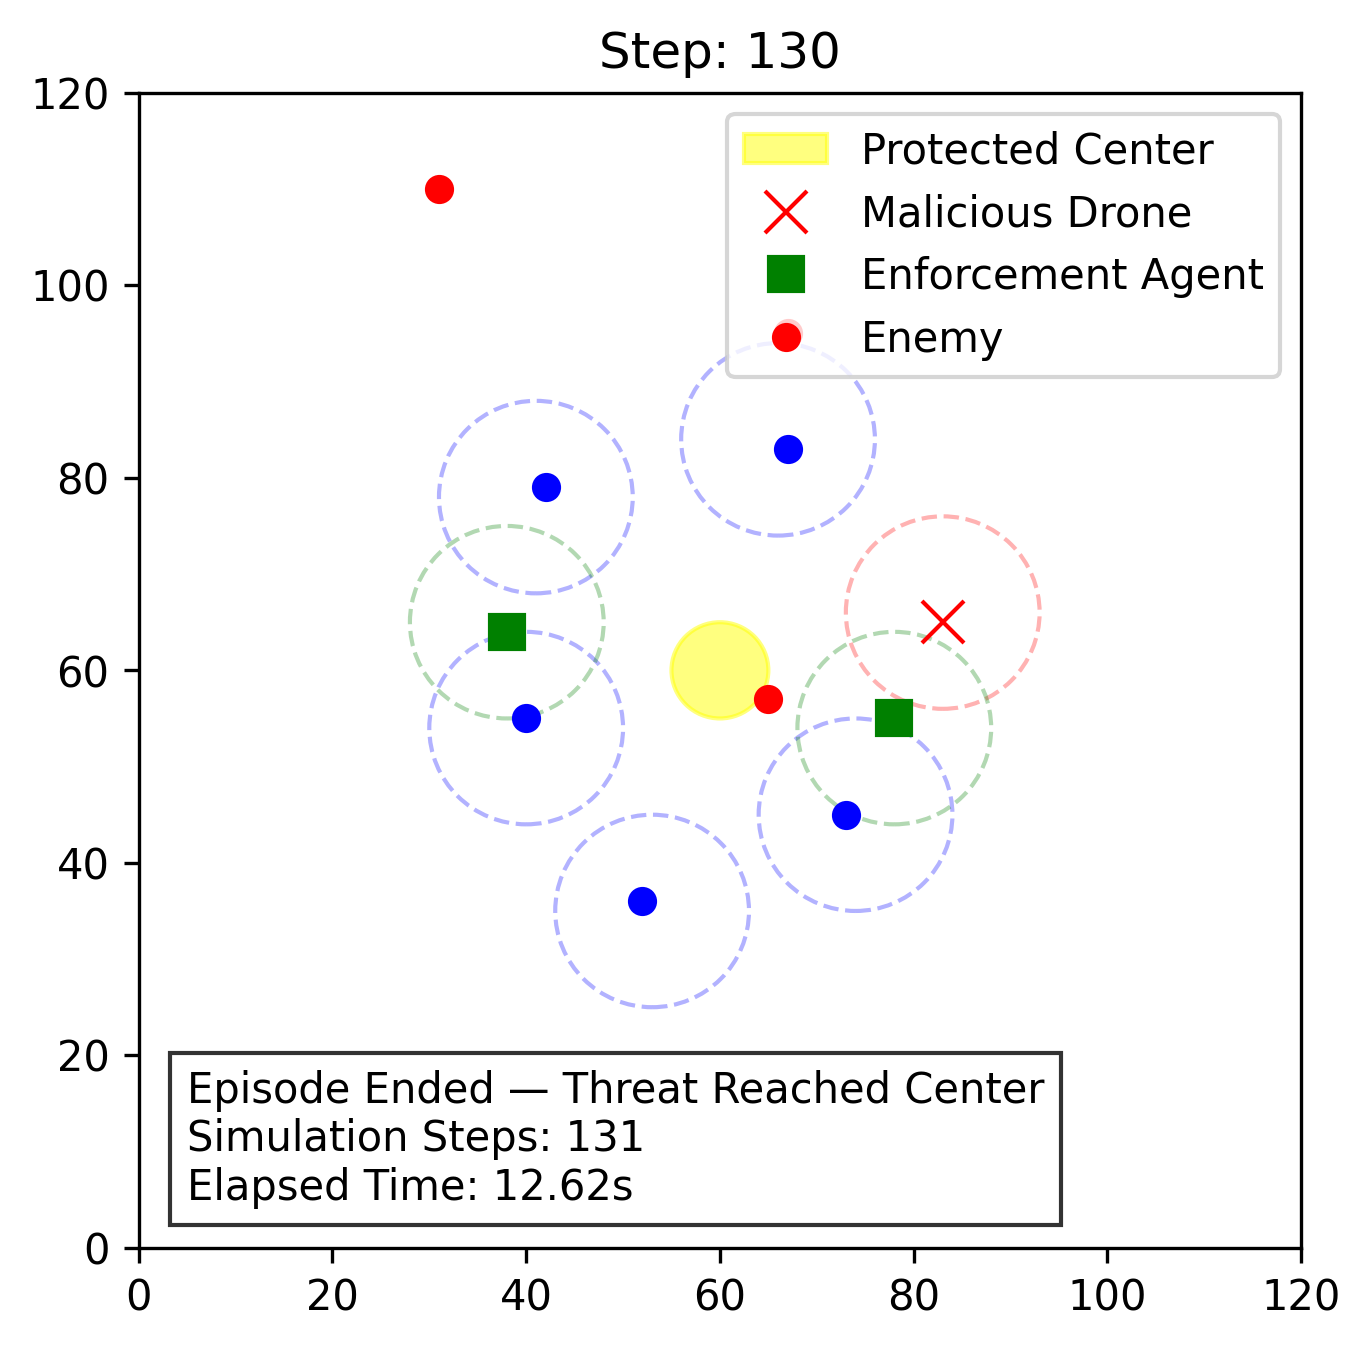 Step: 130
120
100
80
60
40
20
0
0 20 40 60 80 100 120
Protected Center
Malicious Drone
Enforcement Agent
Enemy
Episode Ended — Threat Reached Center
Simulation Steps: 131
Elapsed Time: 12.62s